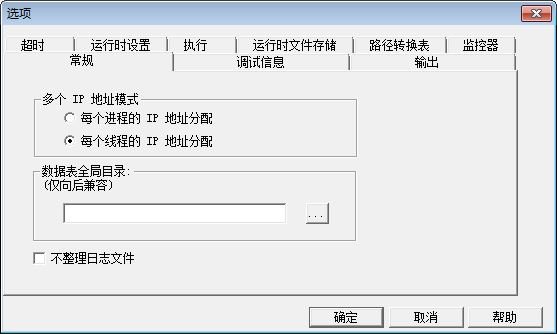 选项
超时 运行时设置 执行 运行时文件存储 路径转换表 监控器
常规 调试信息 输出
多个 IP 地址模式
每个进程的 IP 地址分配
每个线程的 IP 地址分配
数据表全局目录:
(仅向后兼容)
...
不整理日志文件
确定 取消 帮助